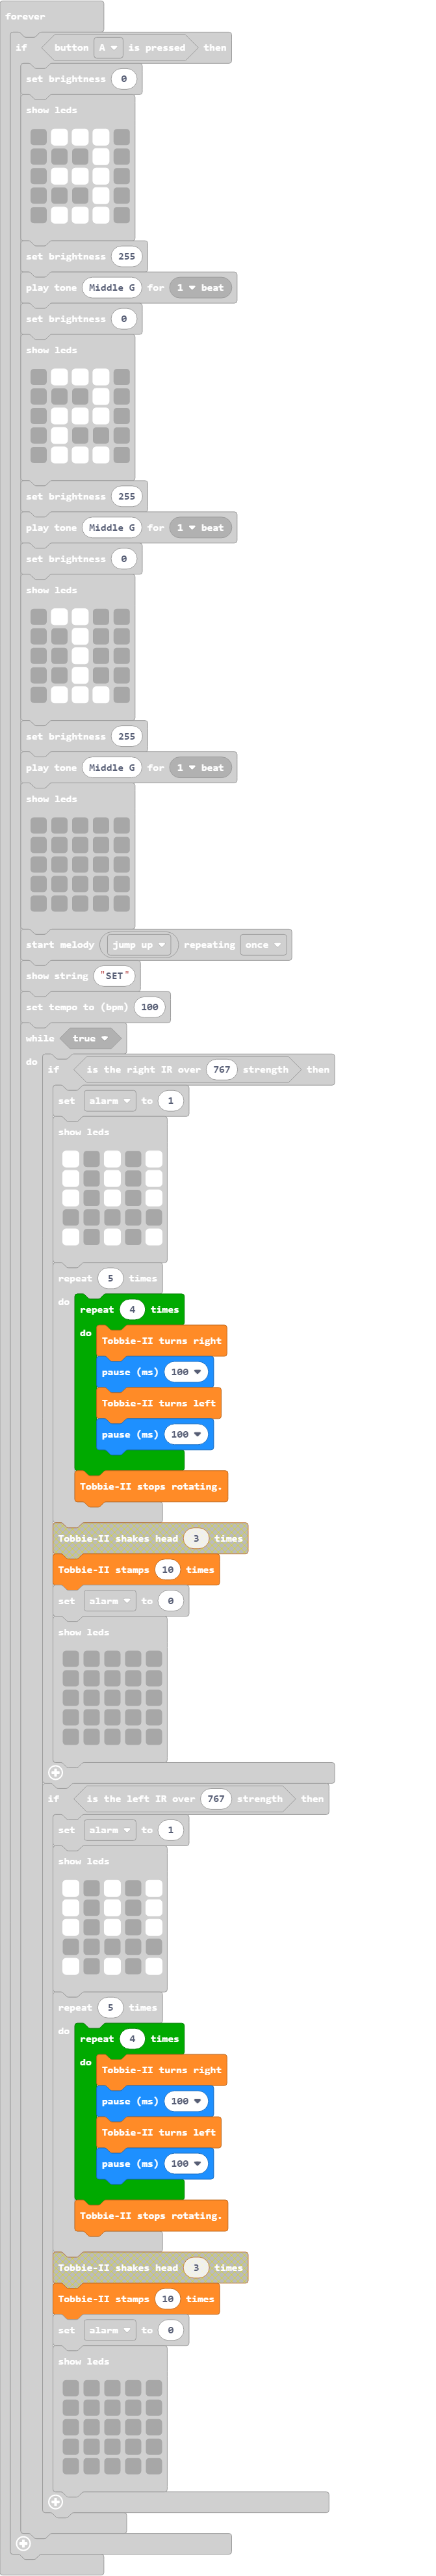 forever
if button A is pressed then
set brightness 0
show leds
set brightness 255
play tone Middle G for 1 beat
set brightness 0
show leds
set brightness 255
play tone Middle G for 1 beat
set brightness 0
show leds
set brightness 255
play tone Middle G for 1 beat
show leds
start melody jump up repeating once
show string "SET"
set tempo to (bpm) 100
while true
do if is the right IR over 767 strength then
set alarm to 1
show leds
repeat 5 times
do repeat 4 times
do Tobbie-II turns right
pause (ms) 100
Tobbie-II turns left
pause (ms) 100
Tobbie-II stops rotating.
Tobbie-II shakes head 3 times
Tobbie-II stamps 10 times
set alarm to 0
show leds
if is the left IR over 767 strength then
set alarm to 1
show leds
repeat 5 times
do repeat 4 times
do Tobbie-II turns right
pause (ms) 100
Tobbie-II turns left
pause (ms) 100
Tobbie-II stops rotating.
Tobbie-II shakes head 3 times
Tobbie-II stamps 10 times
set alarm to 0
show leds